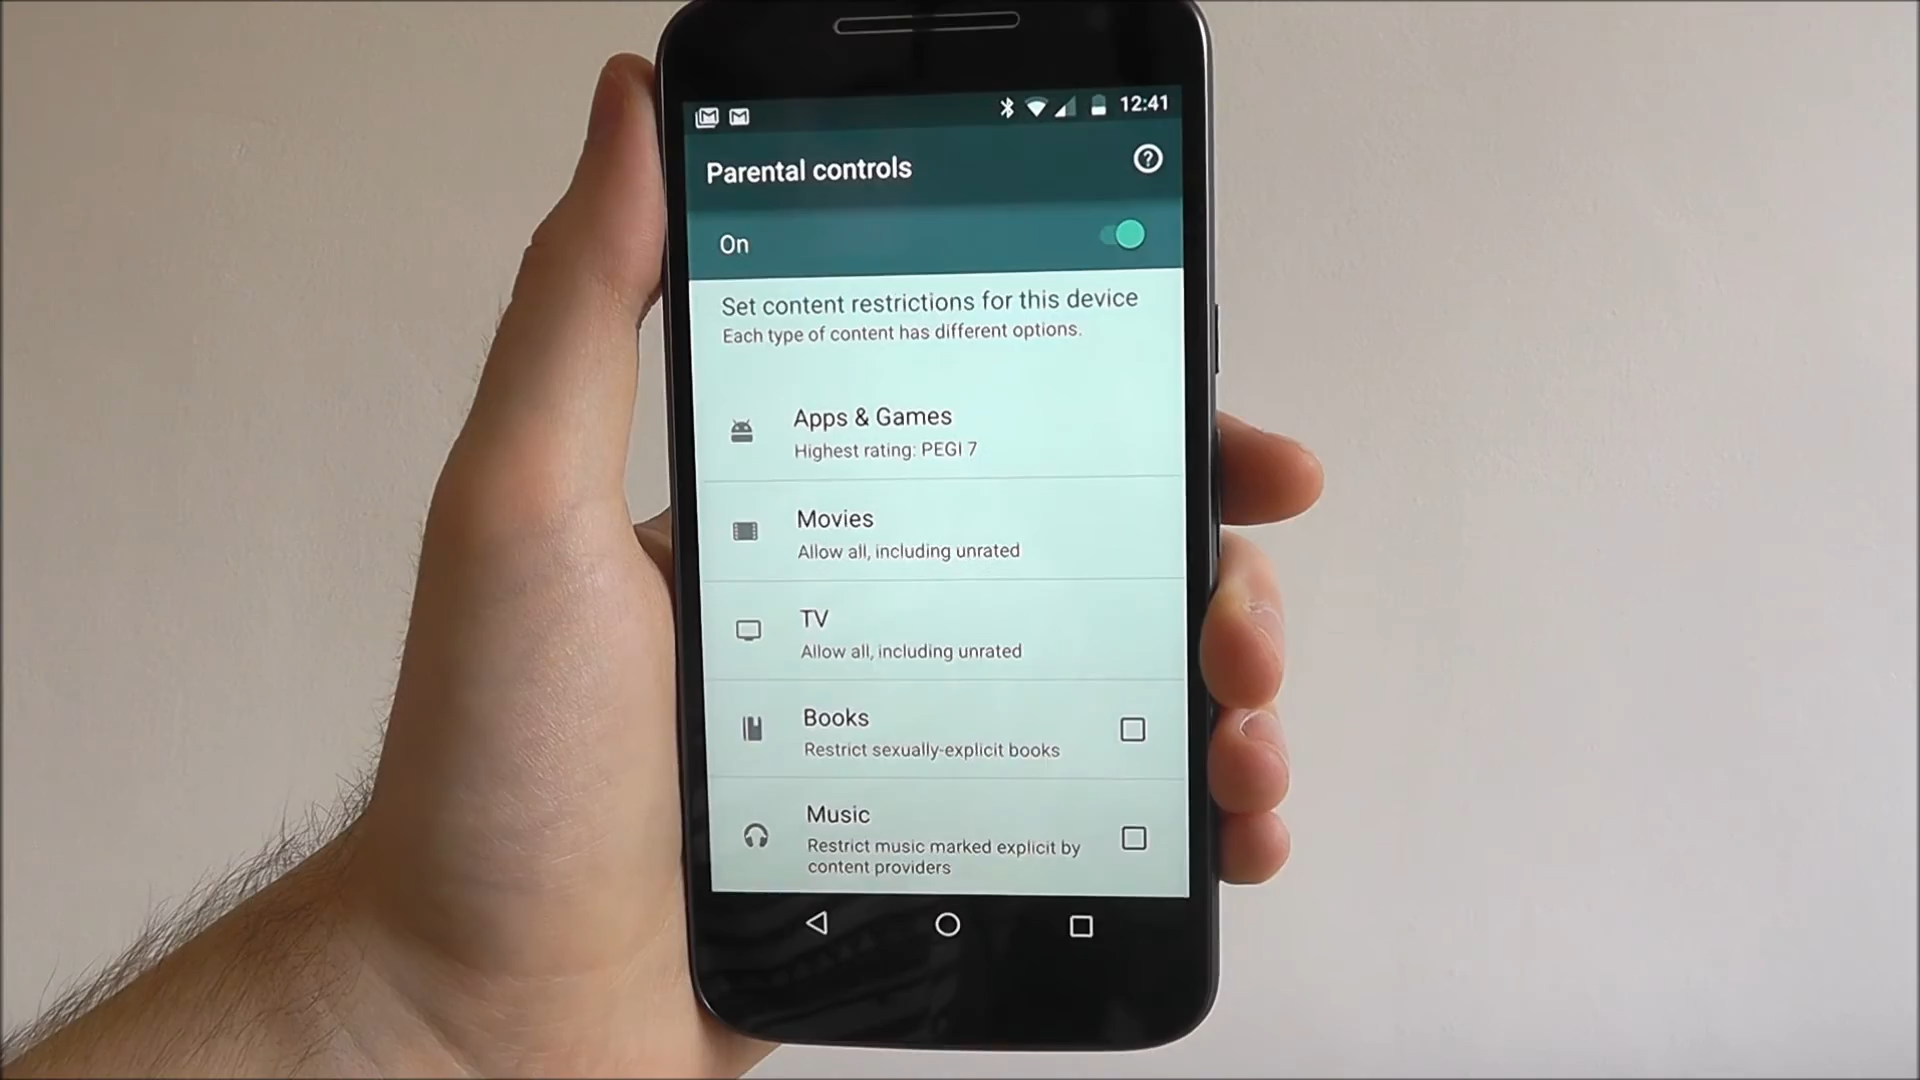 12:41
Parental controls
On
Set content restrictions for this device
Each type of content has different options.
Apps & Games
Highest rating: PEGI 7
Movies
Allow all, including unrated
TV
Allow all, including unrated
Books
Restrict sexually-explicit books
Music
Restrict music marked explicit by
content providers